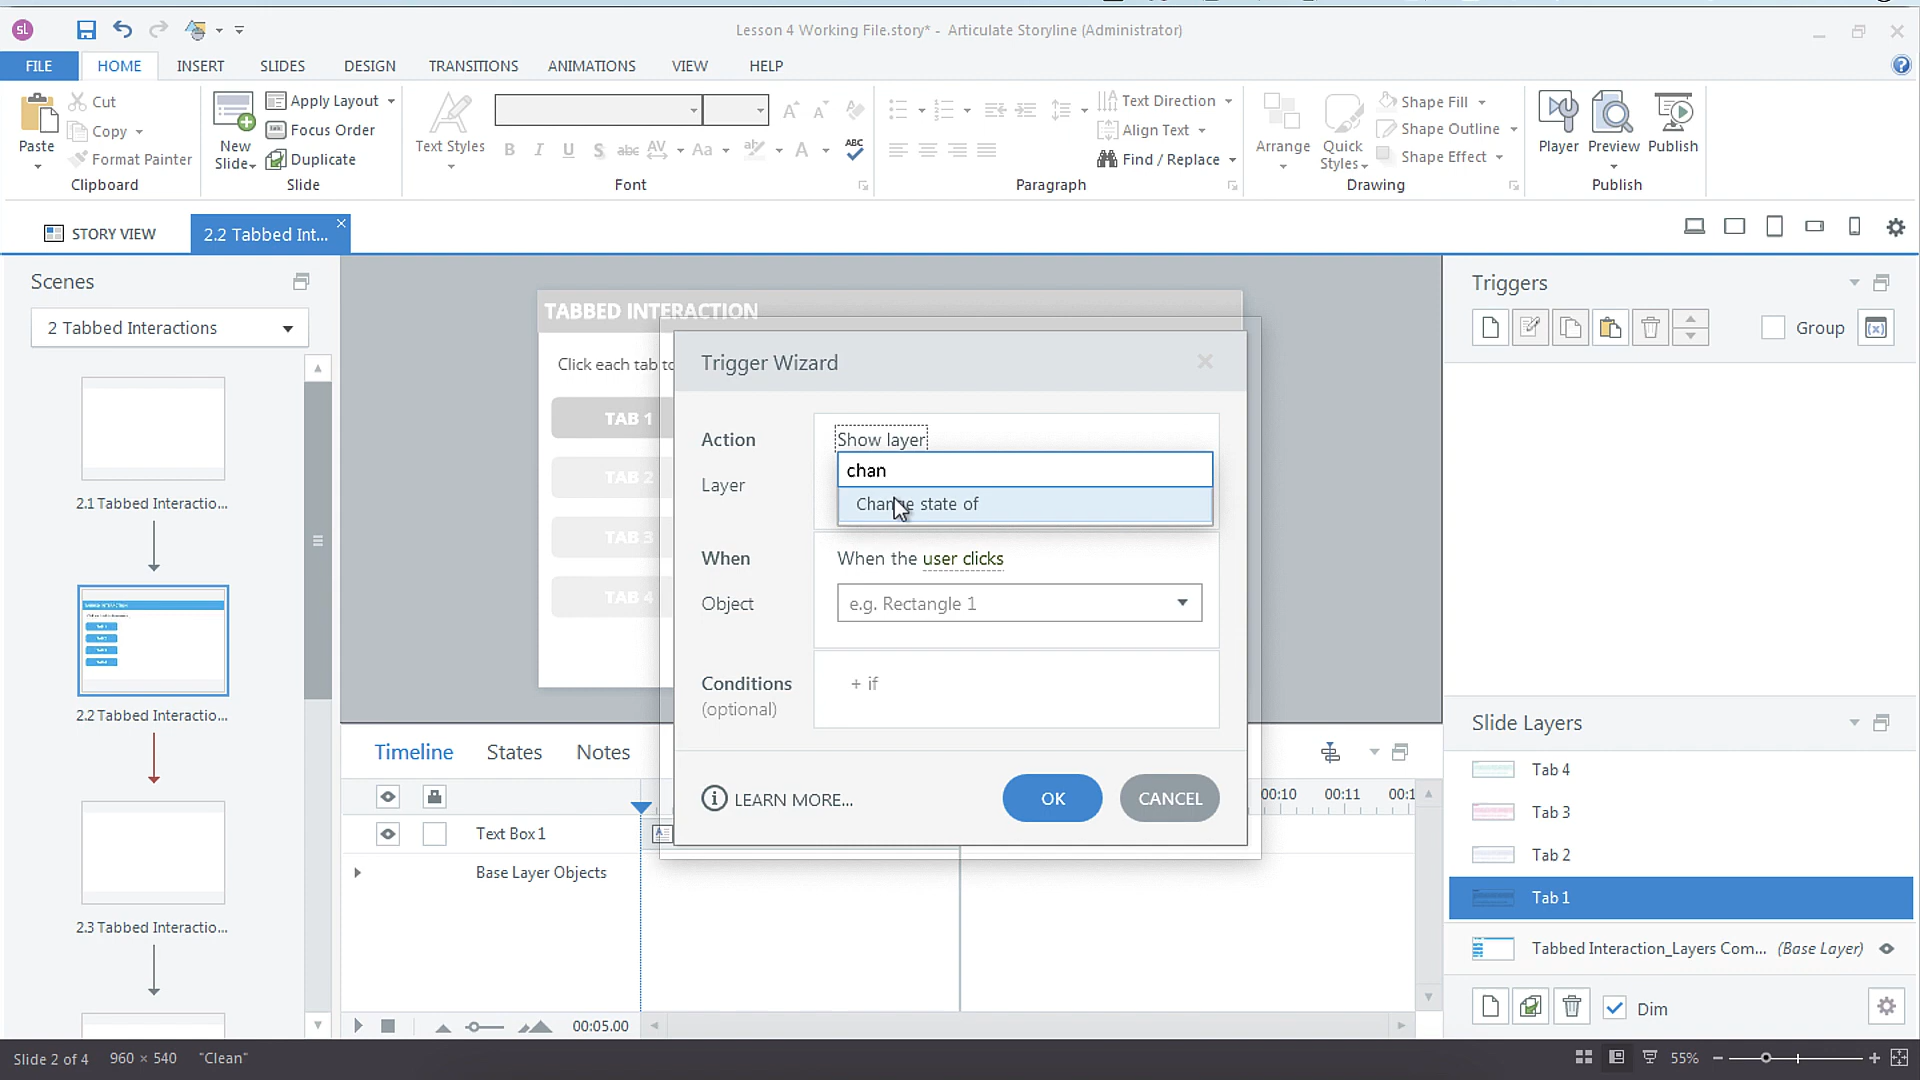 sl
Lesson 4 Working File.story* - Articulate Storyline (Administrator)
FILE
HOME
INSERT
SLIDES
DESIGN
TRANSITIONS
ANIMATIONS
VIEW
HELP
Paste
Cut
Copy
Format Painter
Clipboard
New
Slide
Apply Layout
Focus Order
Duplicate
Slide
Text Styles
B
I
U
S
abc
AV
Aa
A
ABC
Font
Text Direction
Align Text
Find / Replace
Paragraph
Arrange
Quick
Styles
Shape Fill
Shape Outline
Shape Effect
Drawing
Player
Preview
Publish
Publish
STORY VIEW
2.2 Tabbed Int...
Scenes
2 Tabbed Interactions
2.1 Tabbed Interactio...
2.2 Tabbed Interactio...
2.3 Tabbed Interactio...
TABBED INTERACTION
Click each tab to
TAB 1
TAB 2
TAB 3
TAB 4
Trigger Wizard
Action
Show layer
chan
Change state of
Layer
When
When the user clicks
Object
e.g. Rectangle 1
Conditions
(optional)
+ if
LEARN MORE...
OK
CANCEL
Triggers
Group
Slide Layers
Tab 4
Tab 3
Tab 2
Tab 1
Tabbed Interaction_Layers Com... (Base Layer)
Dim
Timeline
States
Notes
00:10
00:11
00:1
Text Box 1
Base Layer Objects
00:05.00
Slide 2 of 4
960 × 540
"Clean"
55%